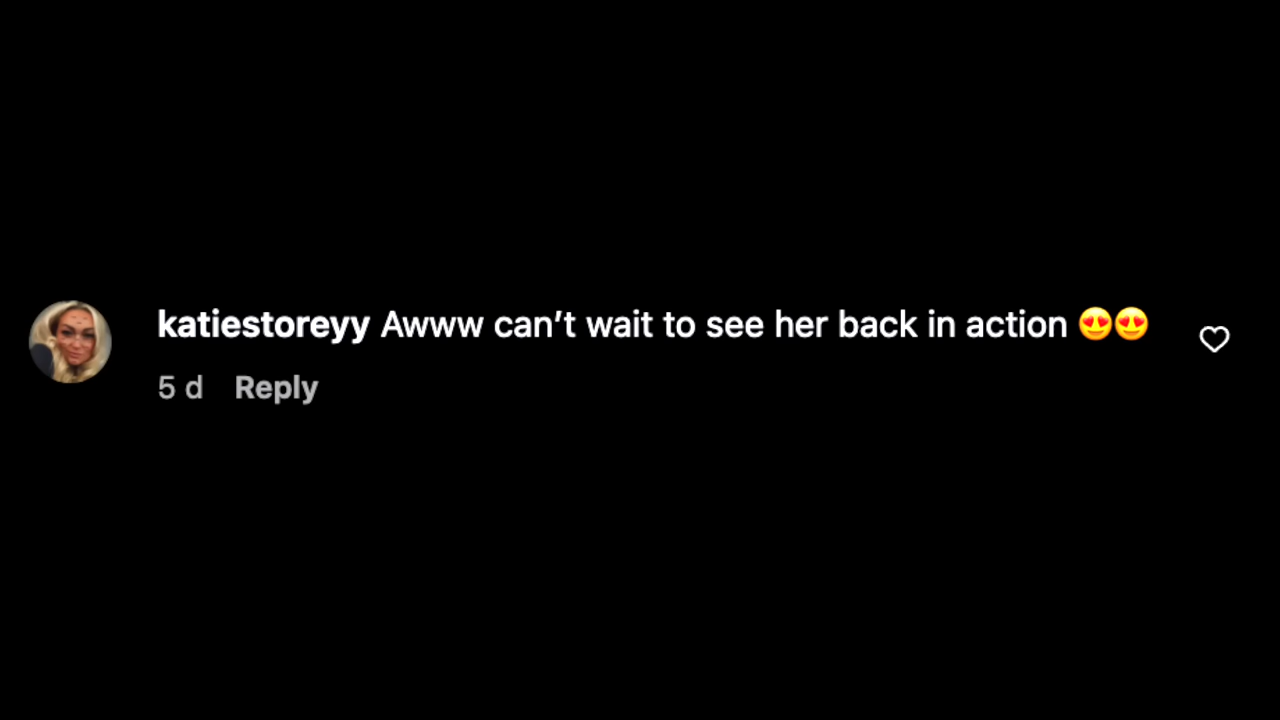 katiestoreyy Awww can’t wait to see her back in action 😍😍
5 d Reply